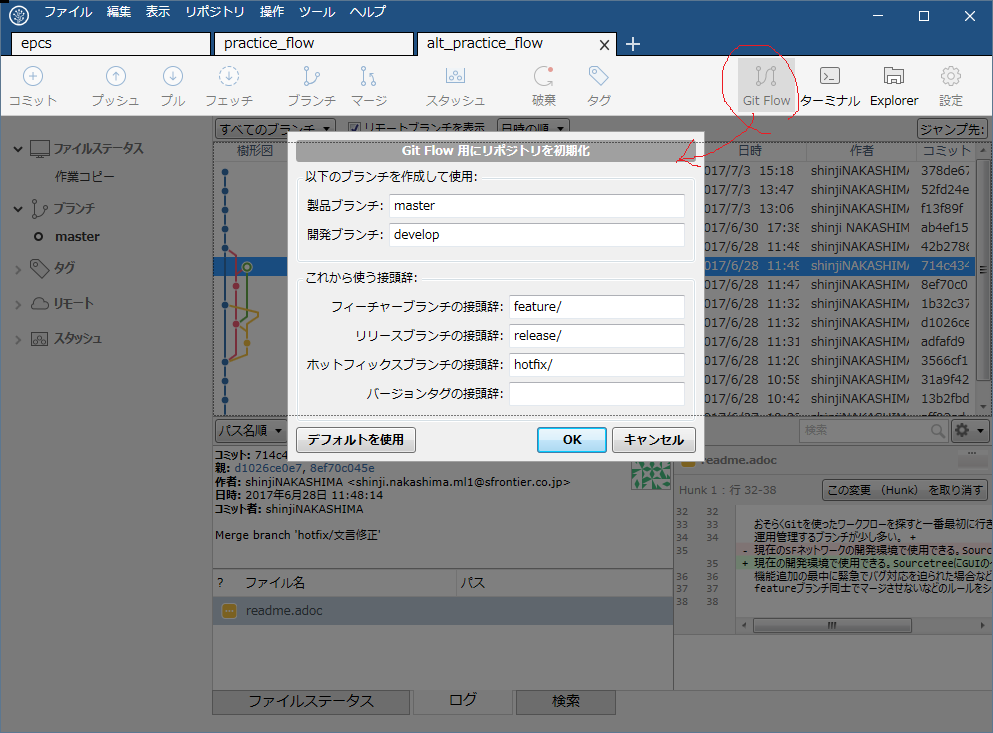 ファイル 編集 表示 リポジトリ 操作 ツール ヘルプ
epcs practice_flow alt_practice_flow
コミット プッシュ プル フェッチ ブランチ マージ スタッシュ 破棄 タグ Git Flow ターミナル Explorer 設定
すべてのブランチ リモートブランチを表示 日時の順 ジャンプ先:
樹形図 日時 作者 コミット
ファイルステータス
作業コピー
ブランチ
master
タグ
リモート
スタッシュ
Git Flow 用にリポジトリを初期化
以下のブランチを作成して使用:
製品ブランチ: master
開発ブランチ: develop
これから使う接頭辞:
フィーチャーブランチの接頭辞: feature/
リリースブランチの接頭辞: release/
ホットフィックスブランチの接頭辞: hotfix/
バージョンタグの接頭辞:
デフォルトを使用 OK キャンセル
017/7/3 15:18 shinjiNAKASHIMA 378de67
017/7/3 13:47 shinjiNAKASHIMA 52fd24e
017/7/3 13:06 shinjiNAKASHIMA f13f89f
017/6/30 17:38 shinji NAKASHIM ab4ef15
017/6/28 11:48 shinjiNAKASHIMA 42b2786
017/6/28 11:48 shinjiNAKASHIMA 714c434
017/6/28 11:47 shinjiNAKASHIMA 8ef70c0
017/6/28 11:32 shinjiNAKASHIMA 1b32c37
017/6/28 11:32 shinjiNAKASHIMA d1026ce
017/6/28 11:31 shinjiNAKASHIMA adfafd9
017/6/28 11:20 shinjiNAKASHIMA 3566cf1
017/6/28 10:58 shinjiNAKASHIMA 31a9f42
017/6/28 10:42 shinjiNAKASHIMA 13b2fbd
パス名順 検索
コミット: 714c4
親: d1026ce0e7, 8ef70c045e
作者: shinjiNAKASHIMA <shinji.nakashima.ml1@sfrontier.co.jp>
日時: 2017年6月28日 11:48:14
コミット者: shinjiNAKASHIMA
Merge branch 'hotfix/文言修正'
? ファイル名 パス
readme.adoc
readme.adoc
Hunk 1 : 行 32-38 この変更 （Hunk） を取り消す
32 32
33 33 おそらくGitを使ったワークフローを探すと一番最初に行き
34 34 運用管理するブランチが少し多い。 +
35 - 現在のSFネットワークの開発環境で使用できる。Sourc
35 + 現在の開発環境で使用できる。SourcetreeにGUIの
36 36 機能追加の最中に緊急でバグ対応を迫られた場合など
37 37 featureブランチ同士でマージさせないなどのルールをシ
38 38
ファイルステータス ログ 検索